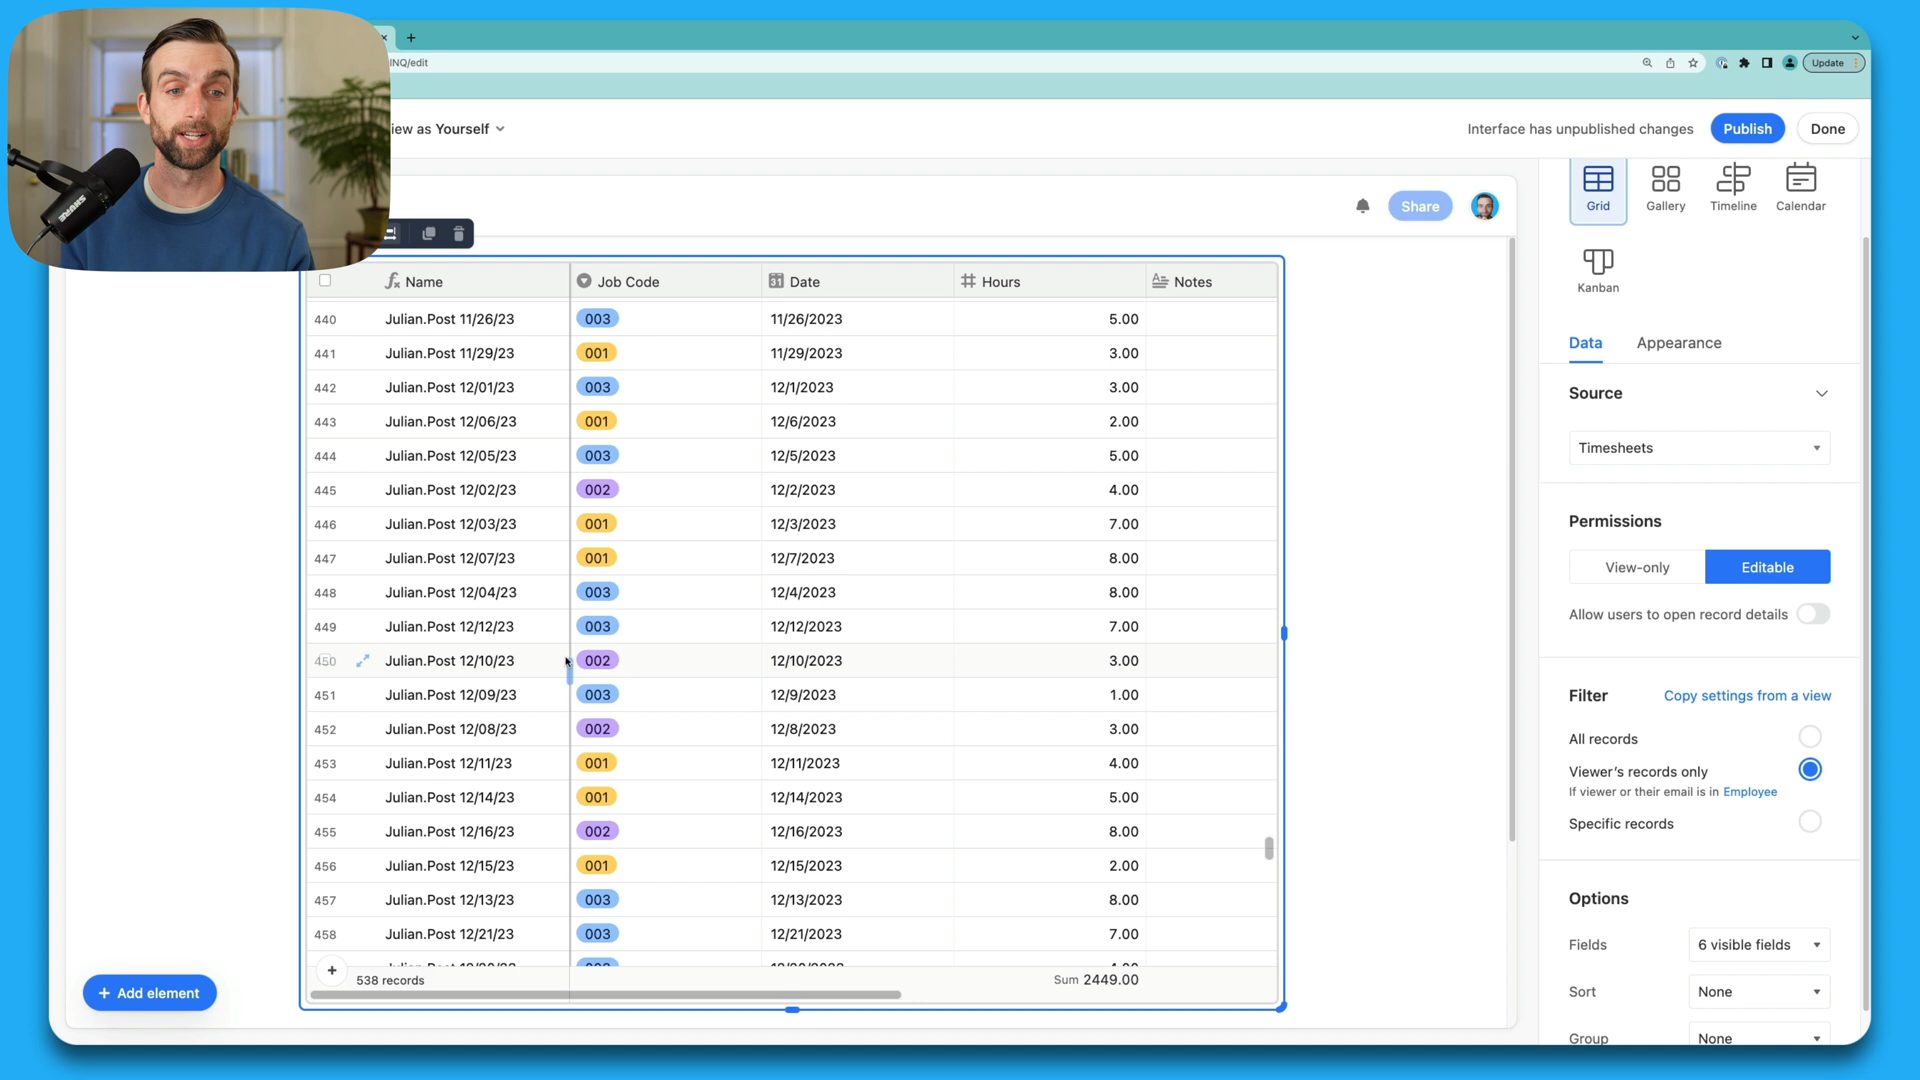 INQ/edit
Update
iew as Yourself
Interface has unpublished changes
Publish
Done
Share
SHURE
Grid
Gallery
Timeline
Calendar
Kanban
Name
Job Code
31
Date
Hours
Notes
440 Julian.Post 11/26/23 003 11/26/2023 5.00
441 Julian.Post 11/29/23 001 11/29/2023 3.00
442 Julian.Post 12/01/23 003 12/1/2023 3.00
443 Julian.Post 12/06/23 001 12/6/2023 2.00
444 Julian.Post 12/05/23 003 12/5/2023 5.00
445 Julian.Post 12/02/23 002 12/2/2023 4.00
446 Julian.Post 12/03/23 001 12/3/2023 7.00
447 Julian.Post 12/07/23 001 12/7/2023 8.00
448 Julian.Post 12/04/23 003 12/4/2023 8.00
449 Julian.Post 12/12/23 003 12/12/2023 7.00
450 Julian.Post 12/10/23 002 12/10/2023 3.00
451 Julian.Post 12/09/23 003 12/9/2023 1.00
452 Julian.Post 12/08/23 002 12/8/2023 3.00
453 Julian.Post 12/11/23 001 12/11/2023 4.00
454 Julian.Post 12/14/23 001 12/14/2023 5.00
455 Julian.Post 12/16/23 002 12/16/2023 8.00
456 Julian.Post 12/15/23 001 12/15/2023 2.00
457 Julian.Post 12/13/23 003 12/13/2023 8.00
458 Julian.Post 12/21/23 003 12/21/2023 7.00
+ 538 records
Sum 2449.00
+ Add element
Data
Appearance
Source
Timesheets
Permissions
View-only
Editable
Allow users to open record details
Filter
Copy settings from a view
All records
Viewer's records only
If viewer or their email is in Employee
Specific records
Options
Fields
6 visible fields
Sort
None
Group
None